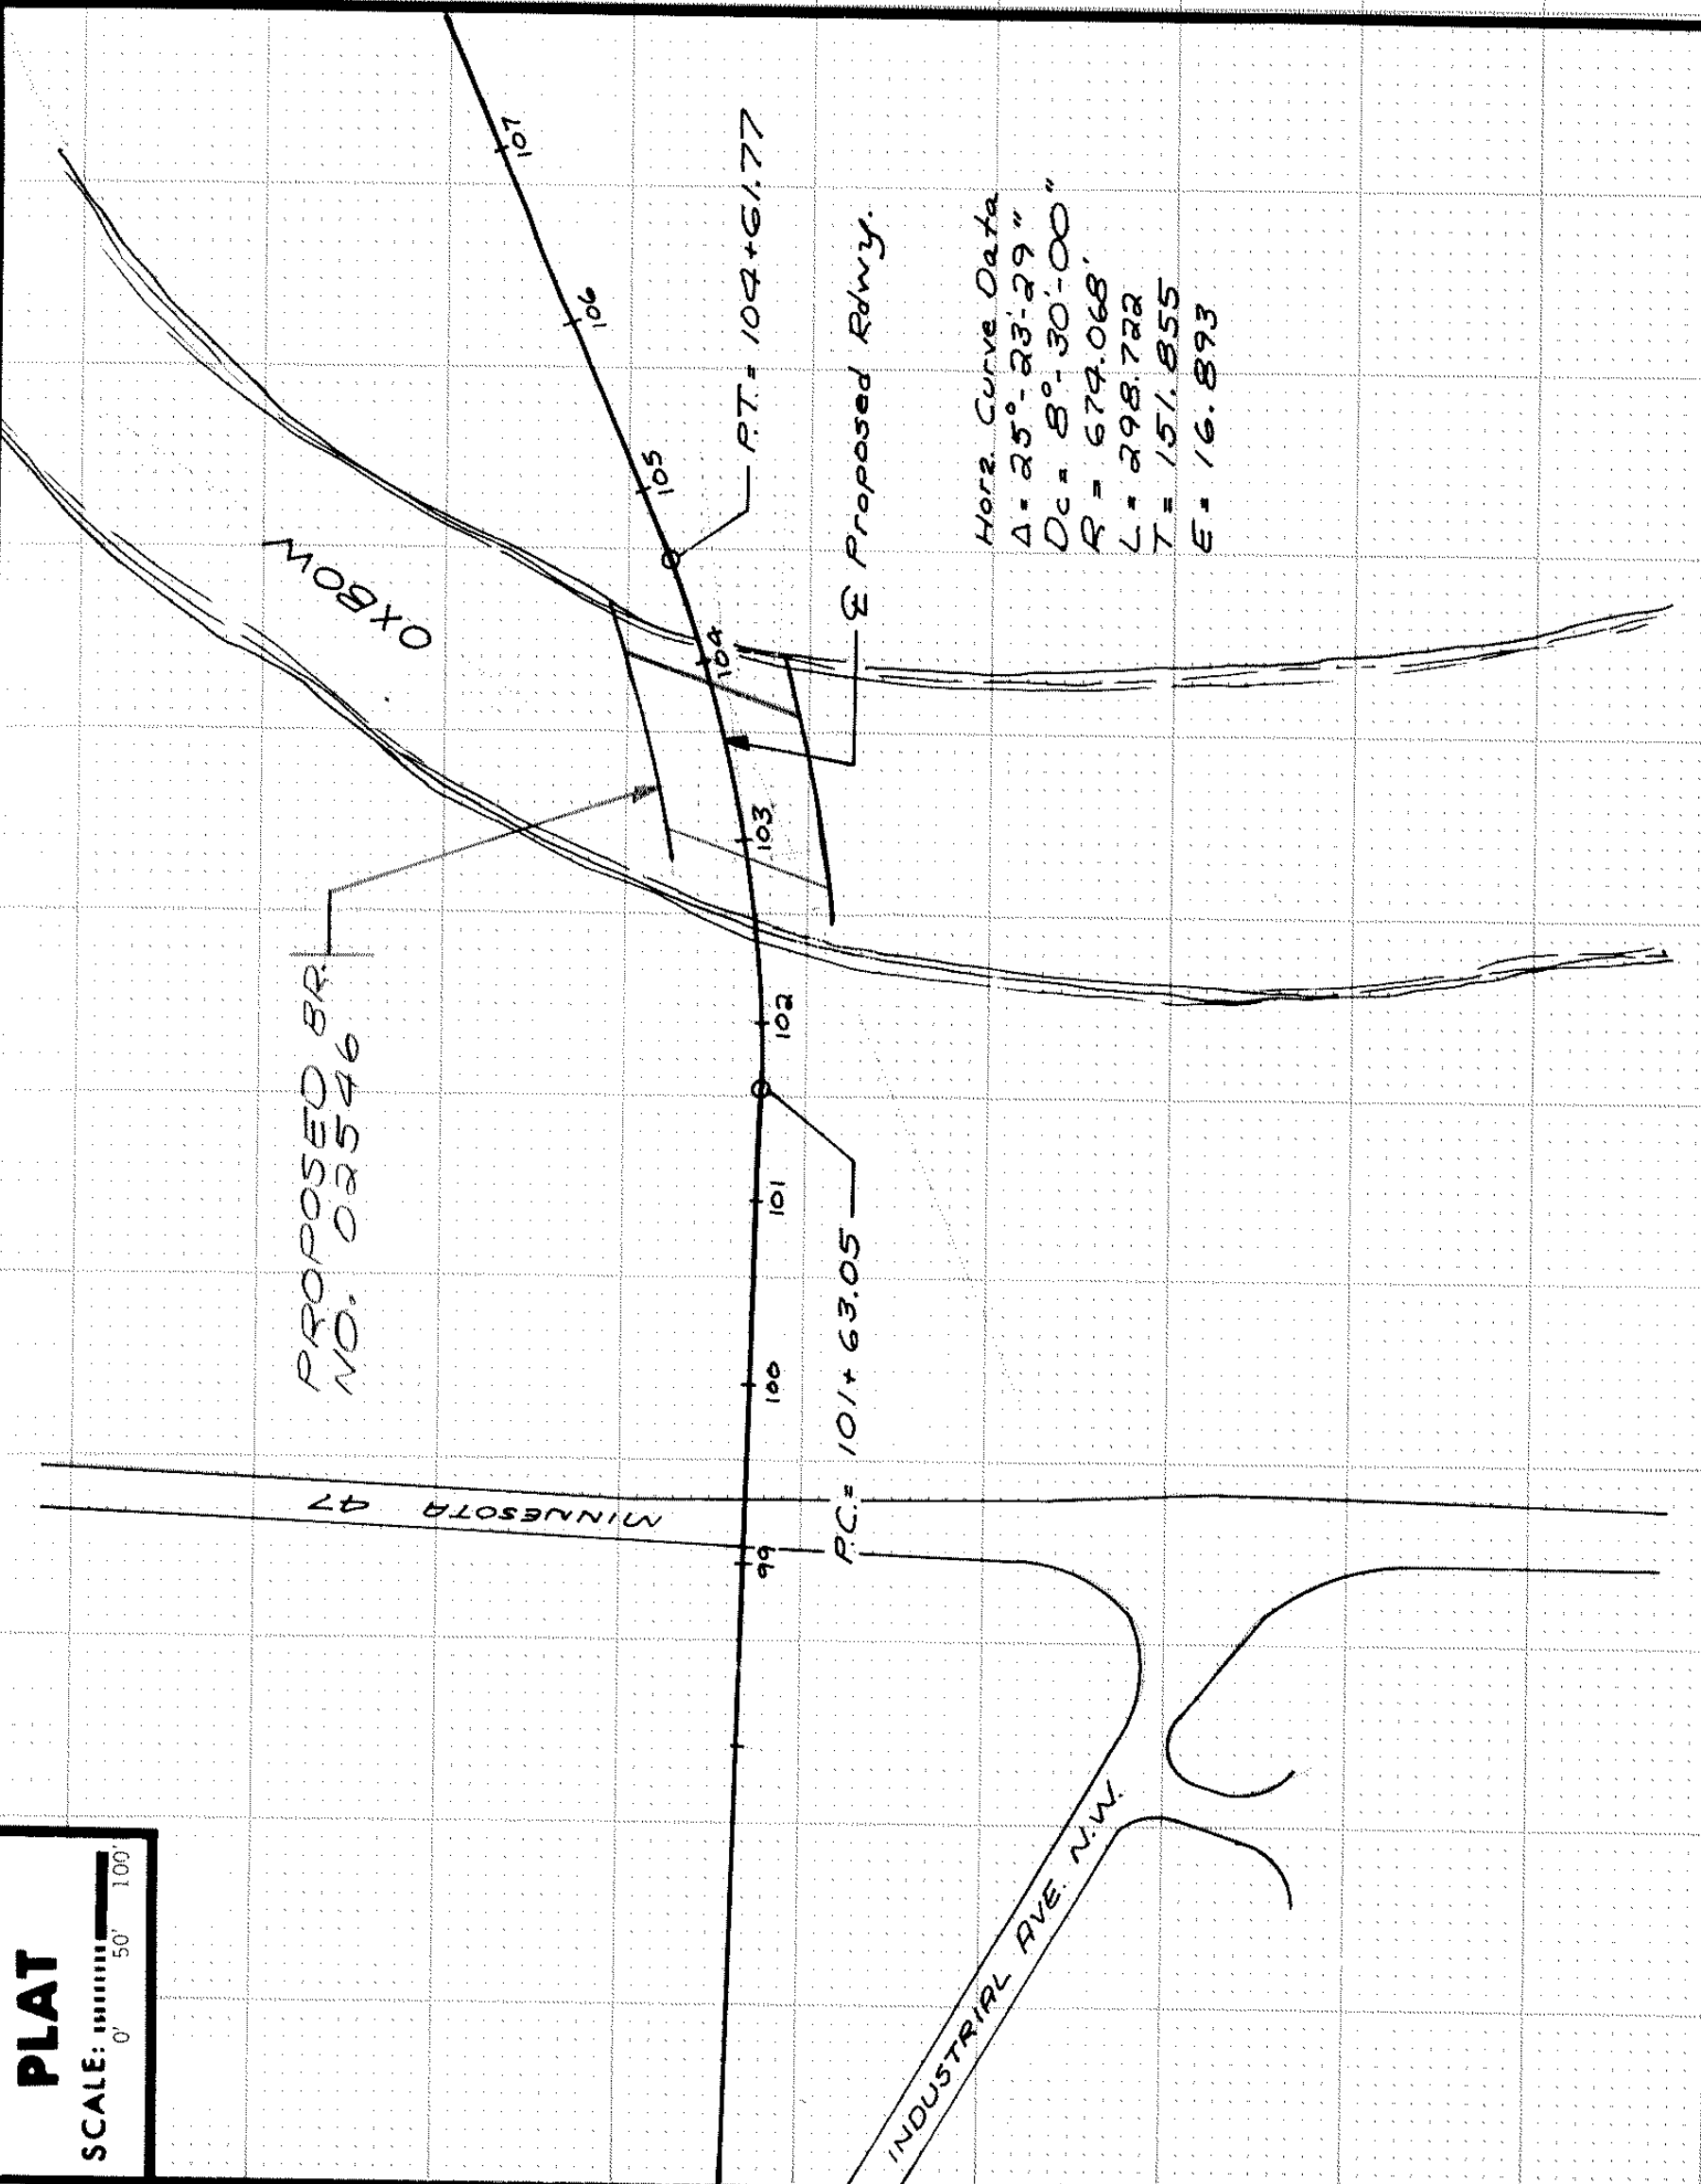 PLAT
SCALE:
0' 50' 100'
PROPOSED BR.
NO. 02546
OXBOW
MINNESOTA 47
INDUSTRIAL AVE. N.W.
99
100
101
102
103
104
105
106
107
P.C. = 101+63.05
P.T. = 104+61.77
℄ Proposed Rdwy.
Horz. Curve Data
Δ = 25°-23'-29"
Dc = 8°-30'-00"
R = 674.068'
L = 298.722
T = 151.855
E = 16.893